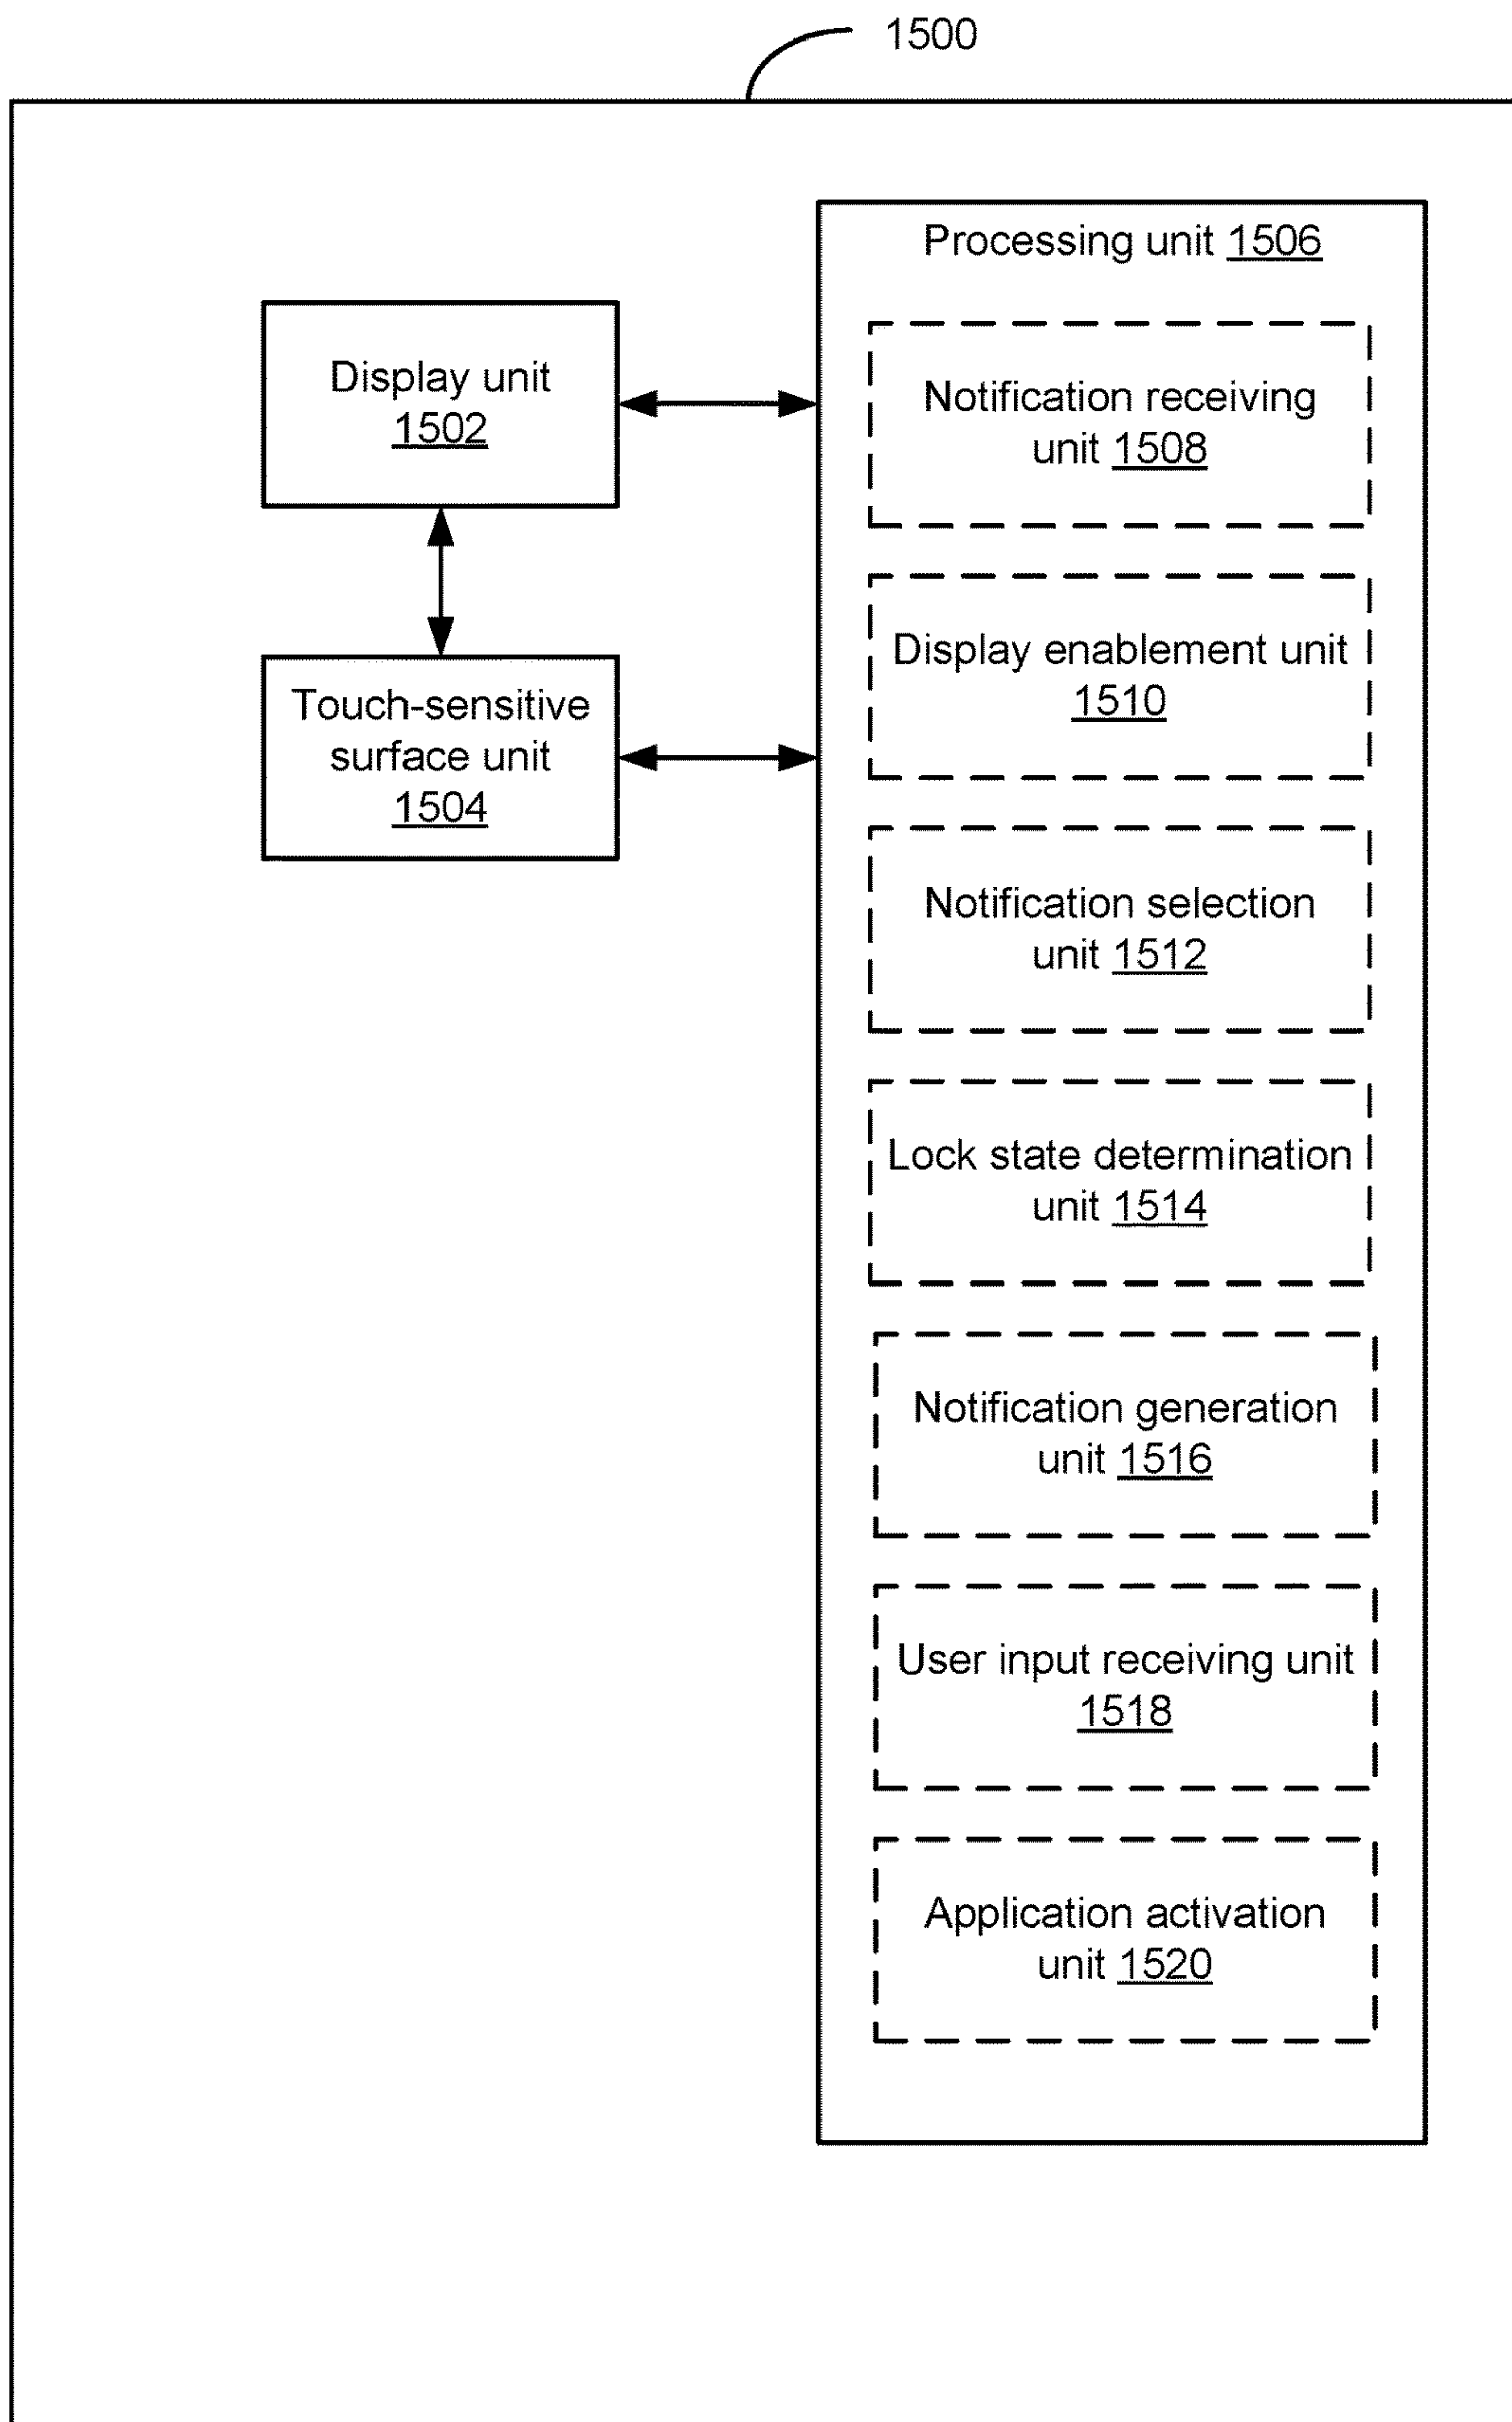 1500
Processing unit 1506
Display unit
1502
Touch-sensitive
surface unit
1504
Notification receiving
unit 1508
Display enablement unit
1510
Notification selection
unit 1512
Lock state determination
unit 1514
Notification generation
unit 1516
User input receiving unit
1518
Application activation
unit 1520